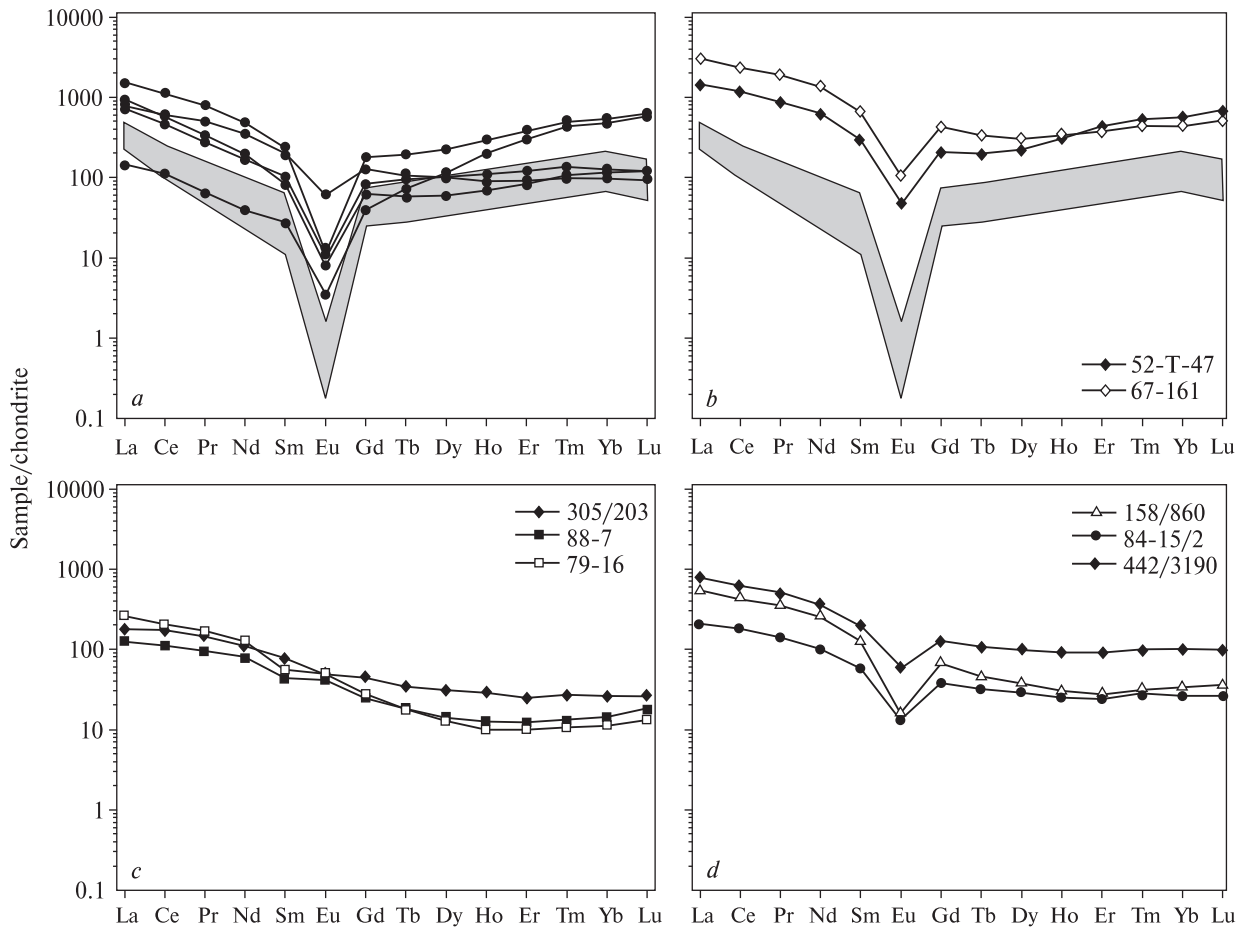 10000
1000
100
10
1
0.1
a
La Ce Pr Nd Sm Eu Gd Tb Dy Ho Er Tm Yb Lu
52-T-47
67-161
b
La Ce Pr Nd Sm Eu Gd Tb Dy Ho Er Tm Yb Lu
Sample/chondrite
10000
1000
100
10
1
0.1
305/203
88-7
79-16
c
La Ce Pr Nd Sm Eu Gd Tb Dy Ho Er Tm Yb Lu
158/860
84-15/2
442/3190
d
La Ce Pr Nd Sm Eu Gd Tb Dy Ho Er Tm Yb Lu